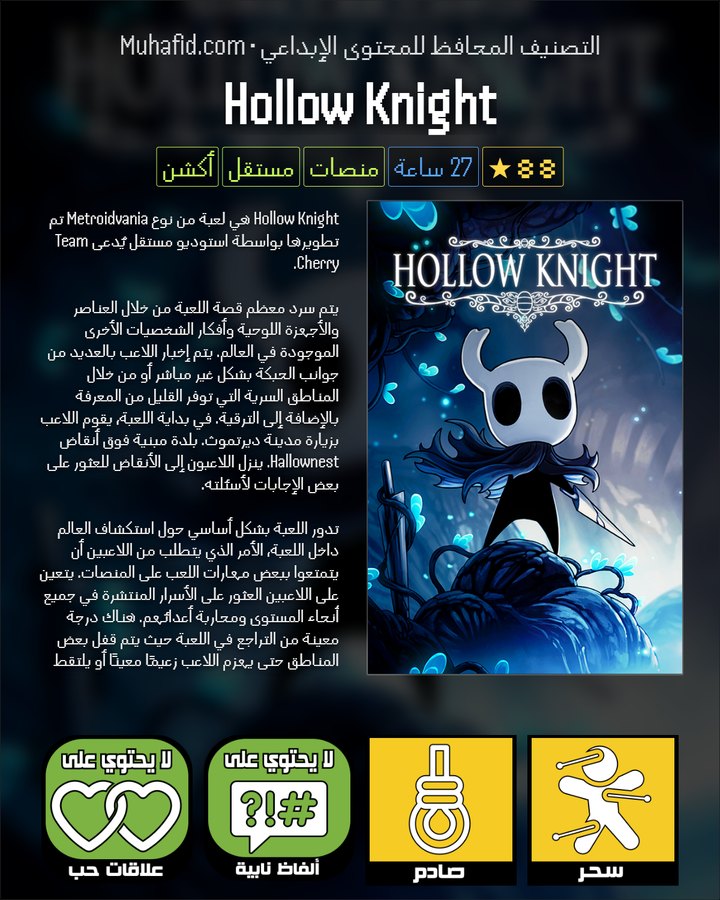 التصنيف المحافظ للمحتوى الإبداعي • Muhafid.com
Hollow Knight
★ 88
27 ساعة
منصات
مستقل
أكشن
Hollow Knight هي لعبة من نوع Metroidvania تم
تطويرها بواسطة استوديو مستقل يُدعى Team
Cherry.
يتم سرد معظم قصة اللعبة من خلال العناصر
والأجهزة اللوحية وأفكار الشخصيات الأخرى
الموجودة في العالم. يتم إخبار اللاعب بالعديد من
جوانب الحبكة بشكل غير مباشر أو من خلال
المناطق السرية التي توفر القليل من المعرفة
بالإضافة إلى الترقية. في بداية اللعبة، يقوم اللاعب
بزيارة مدينة ديرتموث. بلدة مبنية فوق أنقاض
Hallownest. ينزل اللاعبون إلى الأنقاض للعثور على
بعض الإجابات لأسئلته.
تدور اللعبة بشكل أساسي حول استكشاف العالم
داخل اللعبة، الأمر الذي يتطلب من اللاعبين أن
يتمتعوا ببعض مهارات اللعب على المنصات. يتعين
على اللاعبين العثور على الأسرار المنتشرة في جميع
أنحاء المستوى ومحاربة أعدائهم. هناك درجة
معينة من التراجع في اللعبة حيث يتم قفل بعض
المناطق حتى يهزم اللاعب زعيمًا معينًا أو يلتقط
HOLLOW KNIGHT
سحر
صادم
لا يحتوي على
#!?
ألفاظ نابية
لا يحتوي على
علاقات حب